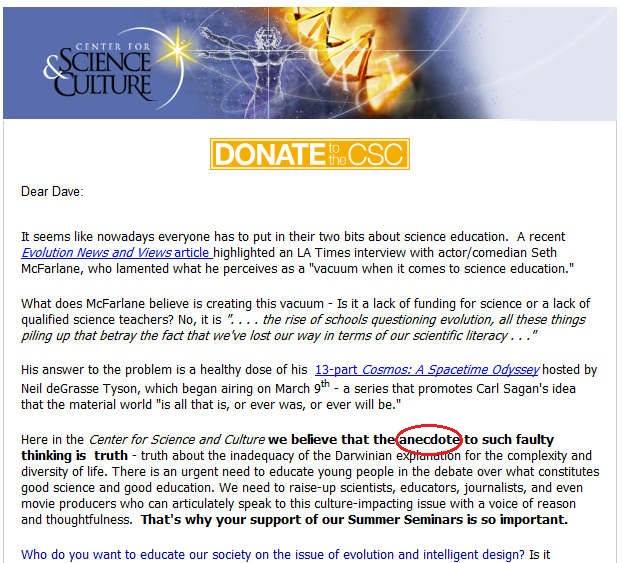 CENTER FOR
SCIENCE
& CULTURE
DONATE to the CSC
Dear Dave:
It seems like nowadays everyone has to put in their two bits about science education.  A recent
Evolution News and Views article highlighted an LA Times interview with actor/comedian Seth
McFarlane, who lamented what he perceives as a "vacuum when it comes to science education."
What does McFarlane believe is creating this vacuum - Is it a lack of funding for science or a lack of
qualified science teachers? No, it is ". . . . the rise of schools questioning evolution, all these things
piling up that betray the fact that we've lost our way in terms of our scientific literacy . . ."
His answer to the problem is a healthy dose of his  13-part Cosmos: A Spacetime Odyssey hosted by
Neil deGrasse Tyson, which began airing on March 9th - a series that promotes Carl Sagan's idea
that the material world "is all that is, or ever was, or ever will be."
Here in the Center for Science and Culture we believe that the anecdote to such faulty
thinking is  truth - truth about the inadequacy of the Darwinian explanation for the complexity and
diversity of life. There is an urgent need to educate young people in the debate over what constitutes
good science and good education. We need to raise-up scientists, educators, journalists, and even
movie producers who can articulately speak to this culture-impacting issue with a voice of reason
and thoughtfulness.  That's why your support of our Summer Seminars is so important.
Who do you want to educate our society on the issue of evolution and intelligent design? Is it